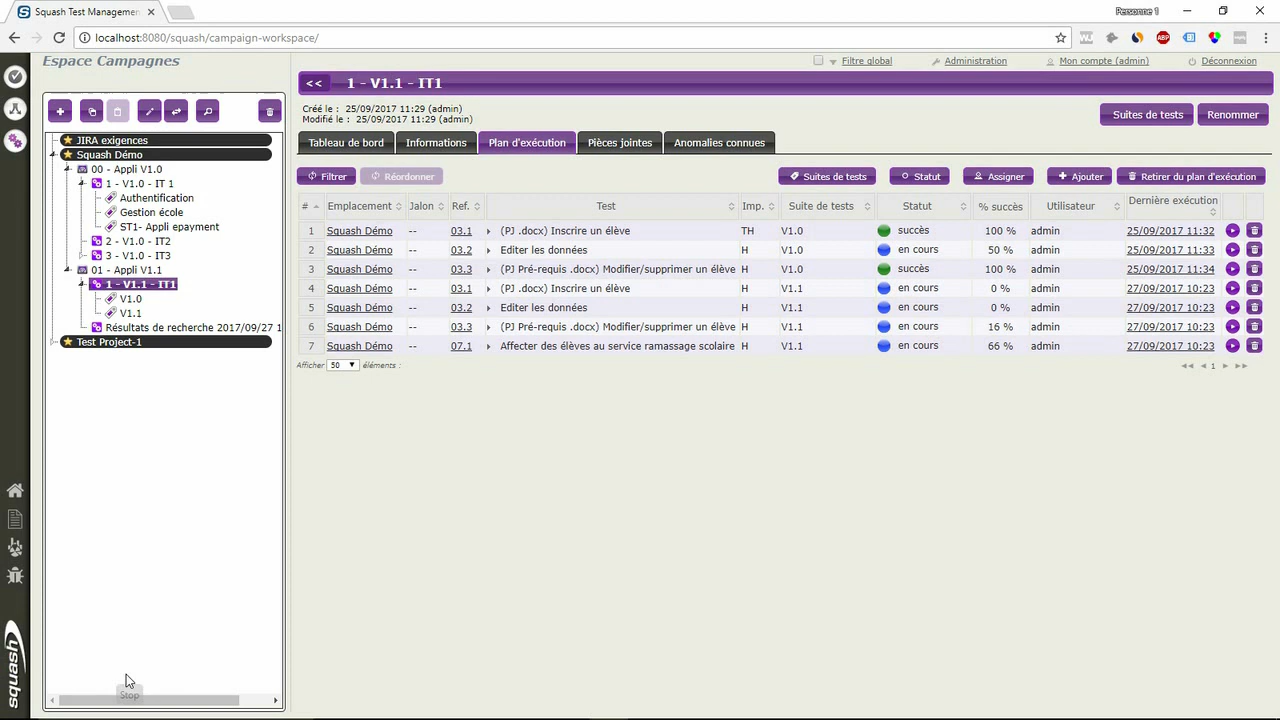 Squash Test Managemen
Personne 1
localhost:8080/squash/campaign-workspace/
Espace Campagnes
Filtre global
Administration
Mon compte (admin)
Déconnexion
<< 1 - V1.1 - IT1
Créé le : 25/09/2017 11:29 (admin)
Modifié le : 25/09/2017 11:29 (admin)
Suites de tests Renommer
Tableau de bord Informations Plan d'exécution Pièces jointes Anomalies connues
Filtrer Réordonner Suites de tests Statut Assigner Ajouter Retirer du plan d'exécution
JIRA exigences
Squash Démo
00 - Appli V1.0
1 - V1.0 - IT 1
Authentification
Gestion école
ST1- Appli epayment
2 - V1.0 - IT2
3 - V1.0 - IT3
01 - Appli V1.1
1 - V1.1 - IT1
V1.0
V1.1
Résultats de recherche 2017/09/27 1
Test Project-1
# Emplacement Jalon Ref. Test Imp. Suite de tests Statut % succès Utilisateur Dernière exécution
1 Squash Démo -- 03.1 (PJ .docx) Inscrire un élève TH V1.0 succès 100 % admin 25/09/2017 11:32
2 Squash Démo -- 03.2 Editer les données H V1.0 en cours 50 % admin 25/09/2017 11:33
3 Squash Démo -- 03.3 (PJ Pré-requis .docx) Modifier/supprimer un élève H V1.0 succès 100 % admin 25/09/2017 11:34
4 Squash Démo -- 03.1 (PJ .docx) Inscrire un élève H V1.1 en cours 0 % admin 27/09/2017 10:23
5 Squash Démo -- 03.2 Editer les données H V1.1 en cours 0 % admin 27/09/2017 10:23
6 Squash Démo -- 03.3 (PJ Pré-requis .docx) Modifier/supprimer un élève H V1.1 en cours 16 % admin 27/09/2017 10:23
7 Squash Démo -- 07.1 Affecter des élèves au service ramassage scolaire H V1.1 en cours 66 % admin 27/09/2017 10:23
Afficher 50 éléments :
1
Stop
squash